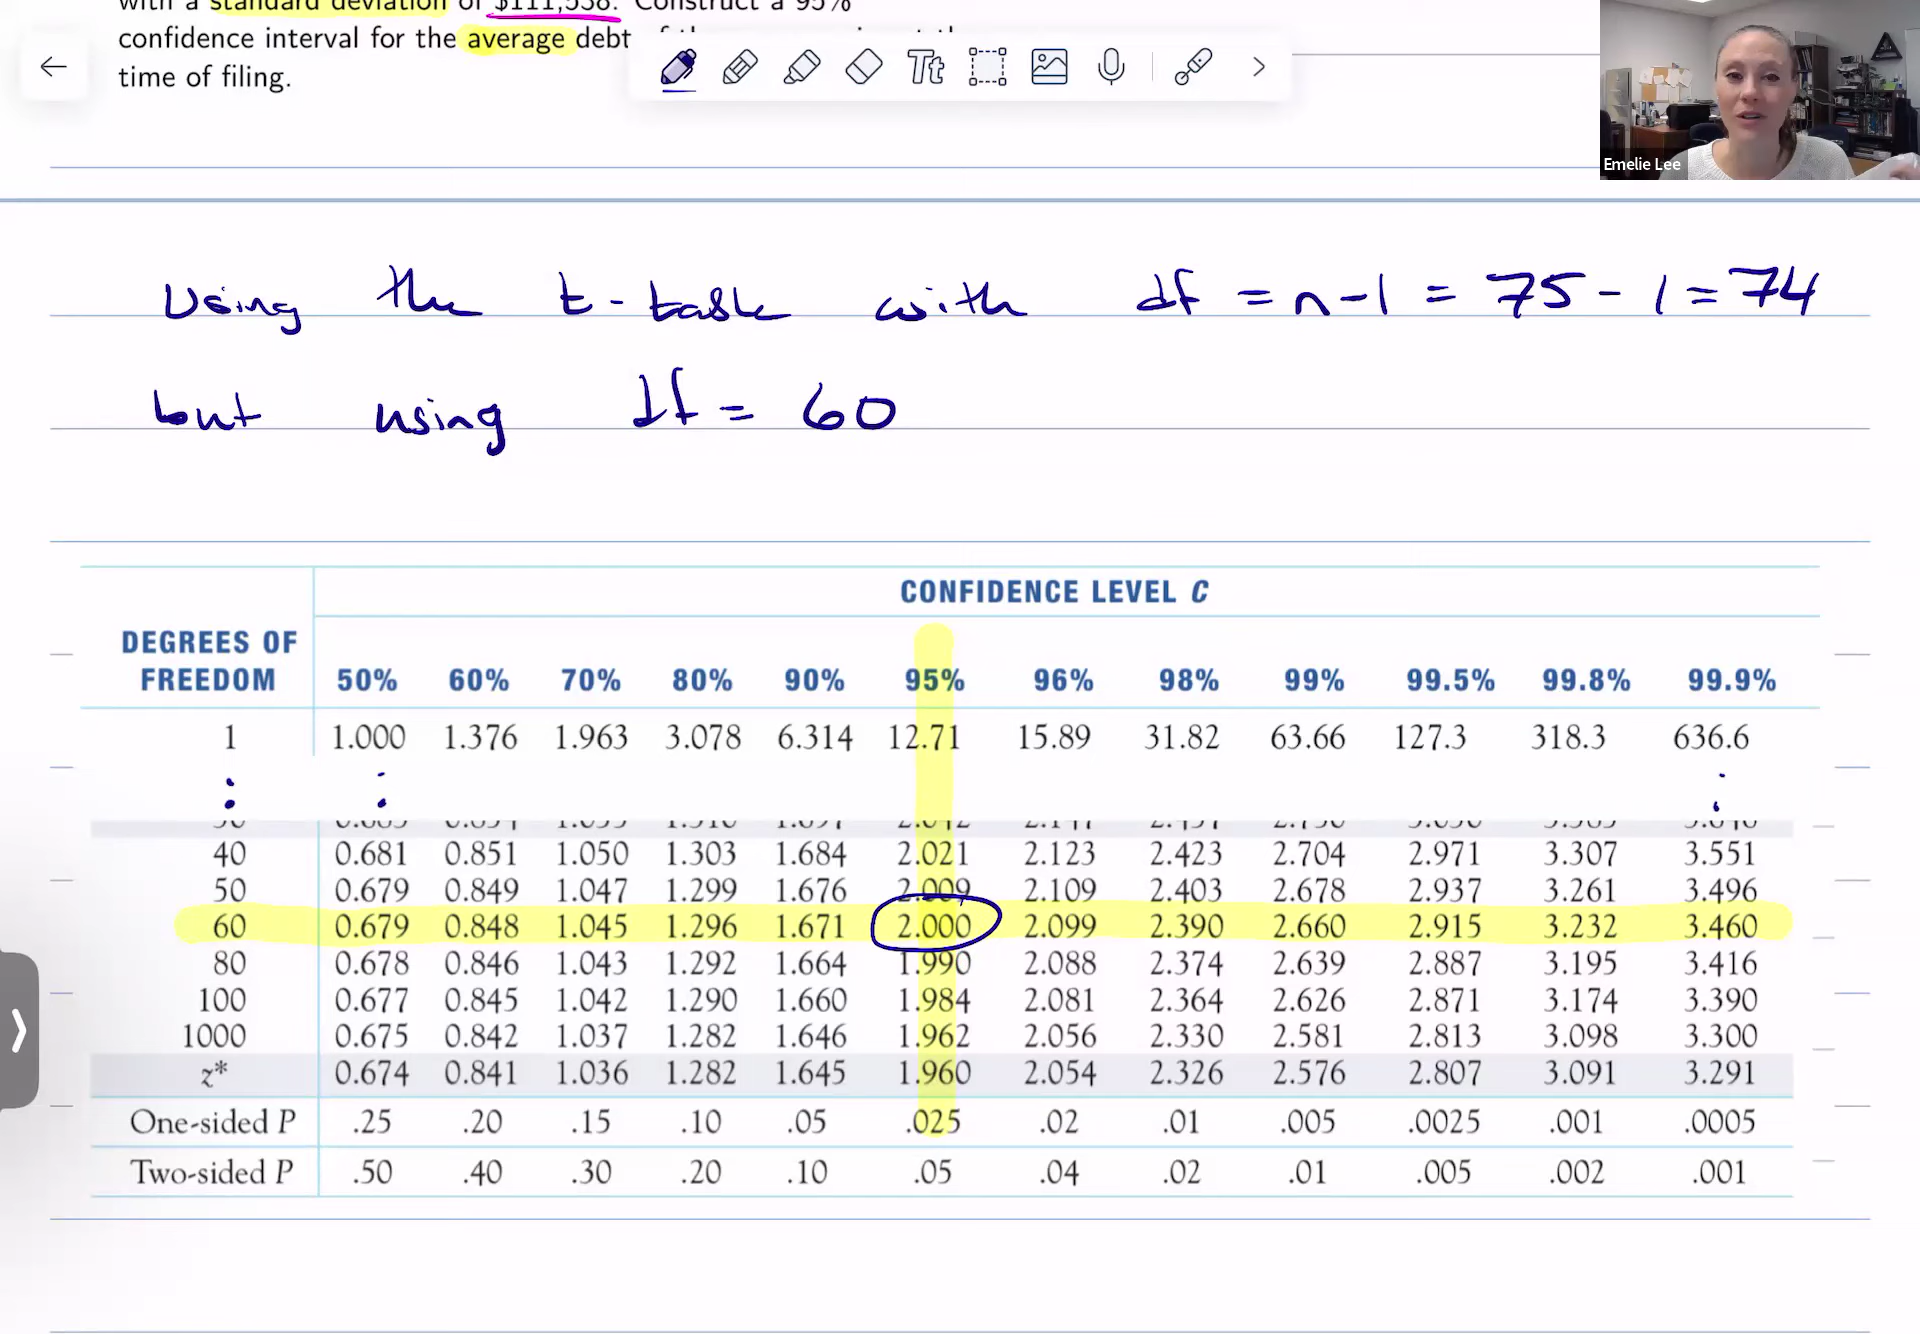 with a standard deviation of $111,538. Construct a 95%
confidence interval for the average debt
time of filing.
Tt
Emelie Lee
Using the t-table with df = n-1 = 75-1 = 74
but using df = 60
CONFIDENCE LEVEL C
DEGREES OF
FREEDOM 50% 60% 70% 80% 90% 95% 96% 98% 99% 99.5% 99.8% 99.9%
1 1.000 1.376 1.963 3.078 6.314 12.71 15.89 31.82 63.66 127.3 318.3 636.6
40 0.681 0.851 1.050 1.303 1.684 2.021 2.123 2.423 2.704 2.971 3.307 3.551
50 0.679 0.849 1.047 1.299 1.676 2.009 2.109 2.403 2.678 2.937 3.261 3.496
60 0.679 0.848 1.045 1.296 1.671 2.000 2.099 2.390 2.660 2.915 3.232 3.460
80 0.678 0.846 1.043 1.292 1.664 1.990 2.088 2.374 2.639 2.887 3.195 3.416
100 0.677 0.845 1.042 1.290 1.660 1.984 2.081 2.364 2.626 2.871 3.174 3.390
1000 0.675 0.842 1.037 1.282 1.646 1.962 2.056 2.330 2.581 2.813 3.098 3.300
z* 0.674 0.841 1.036 1.282 1.645 1.960 2.054 2.326 2.576 2.807 3.091 3.291
One-sided P .25 .20 .15 .10 .05 .025 .02 .01 .005 .0025 .001 .0005
Two-sided P .50 .40 .30 .20 .10 .05 .04 .02 .01 .005 .002 .001